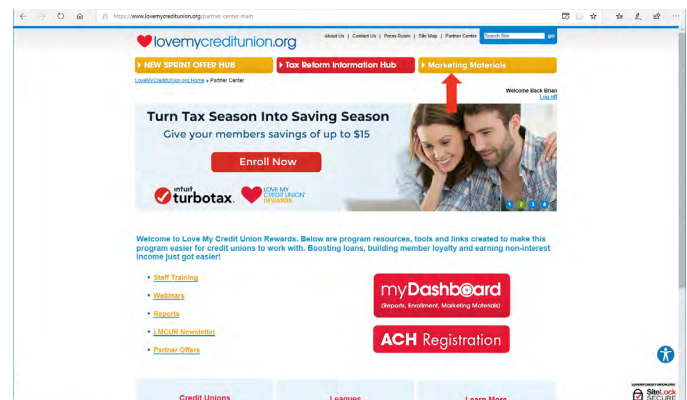 https://www.lovemycreditunion.org/partner-center-main
lovemycreditunion.org
About Us | Contact Us | Press Room | Site Map | Partner Center
Search Site
go
NEW SPRINT OFFER HUB
Tax Reform Information Hub
Marketing Materials
LoveMyCreditUnion.org Home » Partner Center
Welcome Back Brian
Log off
Turn Tax Season Into Saving Season
Give your members savings of up to $15
Enroll Now
intuit
turbotax.
LOVE MY
CREDIT UNION
REWARDS
1 2 3 4
Welcome to Love My Credit Union Rewards. Below are program resources, tools and links created to make this
program easier for credit unions to work with. Boosting loans, building member loyalty and earning non-interest
income just got easier!
Staff Training
Webinars
Reports
LMCUR Newsletter
Partner Offers
myDashboard
(Reports, Enrollment, Marketing Materials)
ACH Registration
Credit Unions
Leagues
Learn More
LOVEMYCREDITUNION.ORG
SiteLock
SECURE